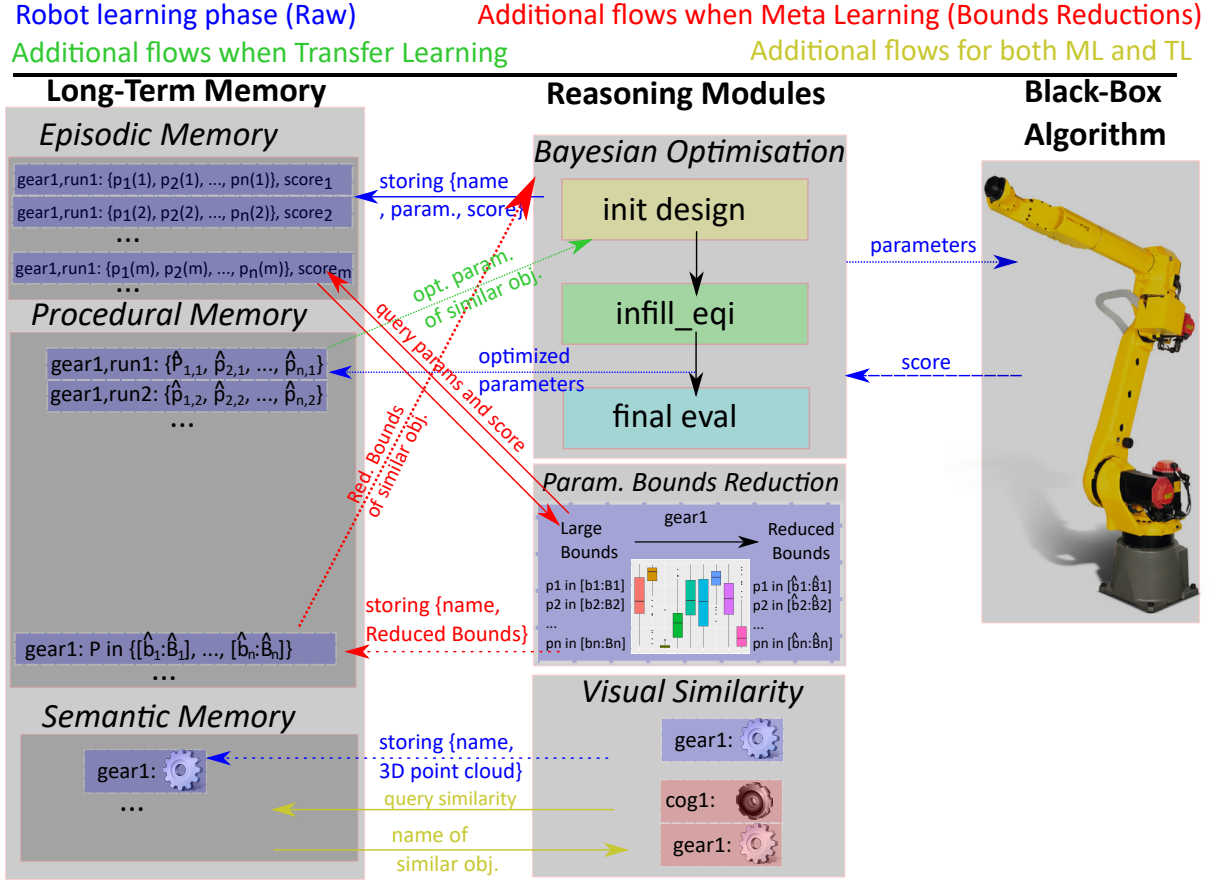 Robot learning phase (Raw)
Additional flows when Meta Learning (Bounds Reductions)
Additional flows when Transfer Learning
Additional flows for both ML and TL
Long-Term Memory
Reasoning Modules
Black-Box
Algorithm
Episodic Memory
gear1,run1: {p₁(1), p₂(1), ..., pn(1)}, score₁
gear1,run1: {p₁(2), p₂(2), ..., pₙ(2)}, score₂
...
gear1,run1: {p₁(m), p₂(m), ..., pₙ(m)}, scoreₘ
Procedural Memory
gear1,run1: {P̂₁,₁, p̂₂,₁, ..., p̂ₙ,₁}
gear1,run2: {p̂₁,₂, p̂₂,₂, ..., p̂ₙ,₂}
...
gear1: P in {[b̂₁:B̂₁], ..., [b̂ₙ:B̂ₙ]}
...
Semantic Memory
gear1:
...
storing {name
, param., score}
opt. param.
of similar obj.
query params and score
optimized
parameters
Red. Bounds
of similar obj.
storing {name,
Reduced Bounds}
storing {name,
3D point cloud}
query similarity
name of
similar obj.
Bayesian Optimisation
init design
infill_eqi
final eval
Param. Bounds Reduction
Large
Bounds
gear1
Reduced
Bounds
p1 in [b1:B1]
p2 in [b2:B2]
...
pn in [bn:Bn]
p1 in [b̂1:B̂1]
p2 in [b̂2:B̂2]
...
pn in [b̂n:B̂n]
Visual Similarity
gear1:
cog1:
gear1:
parameters
score